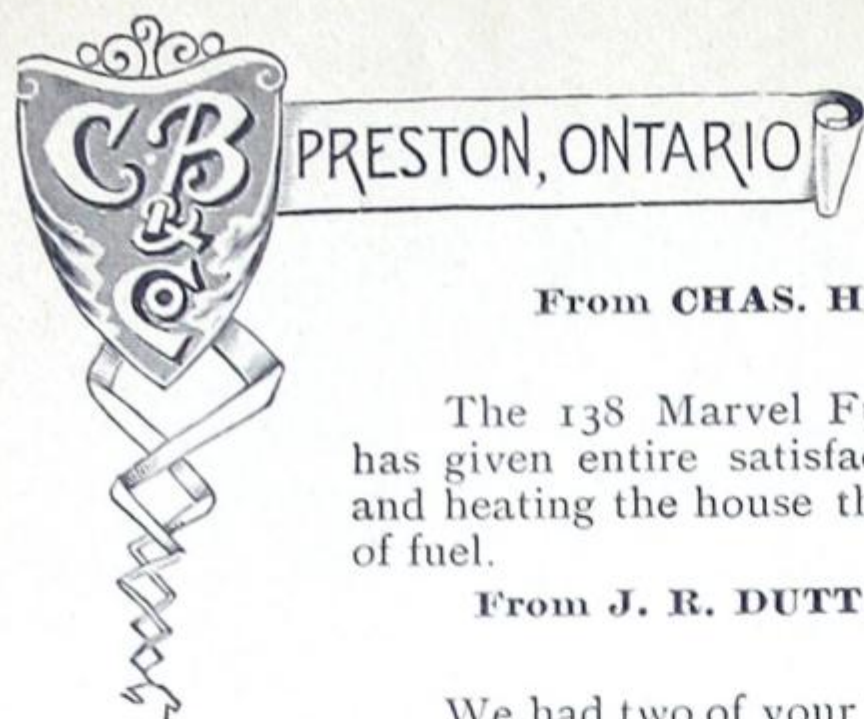 C. B & Co
PRESTON, ONTARIO
From CHAS. H
The 138 Marvel F
has given entire satisfa
and heating the house t
of fuel.
From J. R. DUTT
We had two of your